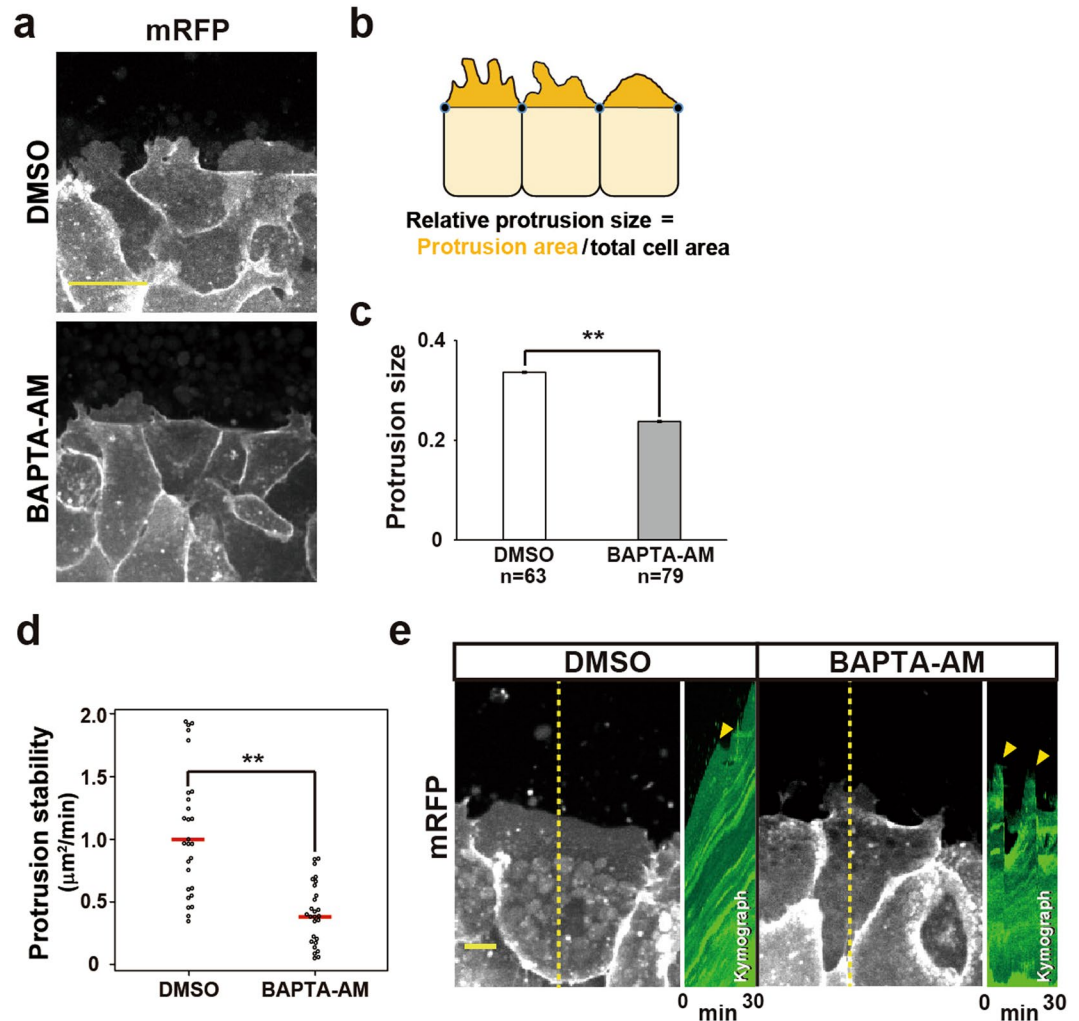 a
mRFP
DMSO
BAPTA-AM
b
Relative protrusion size =
Protrusion area/total cell area
c
Protrusion size
0.4
0.2
0
**
DMSO
n=63
BAPTA-AM
n=79
d
Protrusion stability
(μm²/min)
2.0
1.5
1.0
0.5
0
**
DMSO
BAPTA-AM
e
DMSO
BAPTA-AM
mRFP
Kymograph
Kymograph
0 min 30
0 min 30